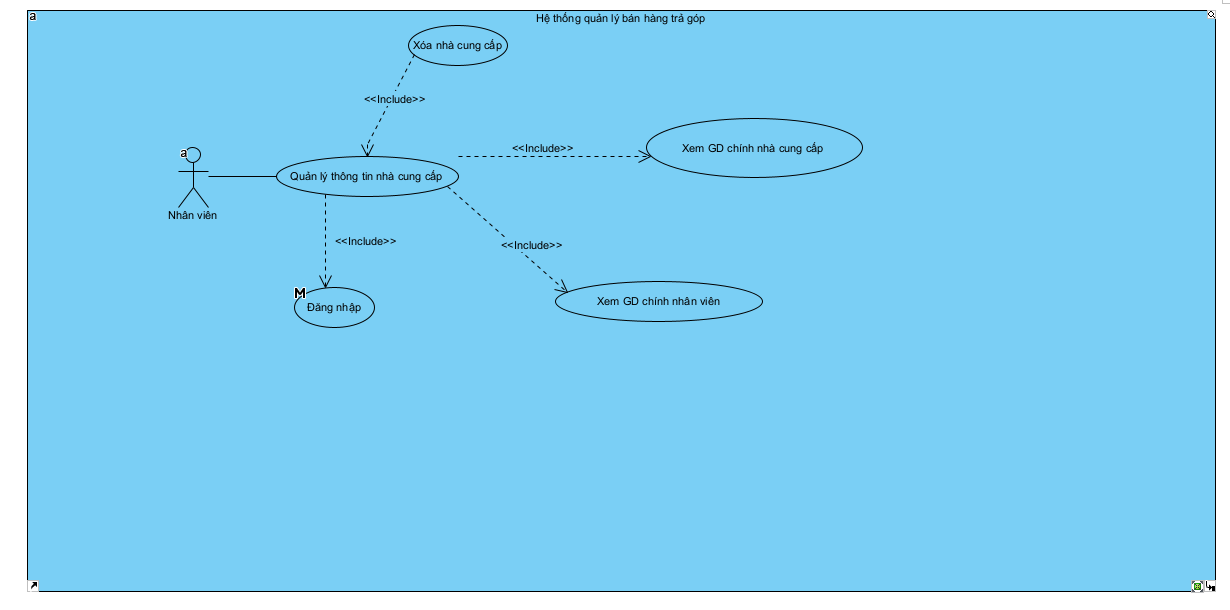 a
Hệ thống quản lý bán hàng trả góp
Xóa nhà cung cấp
<<Include>>
<<Include>>
Xem GD chính nhà cung cấp
a
Quản lý thông tin nhà cung cấp
Nhân viên
<<Include>>
<<Include>>
M
Đăng nhập
Xem GD chính nhân viên